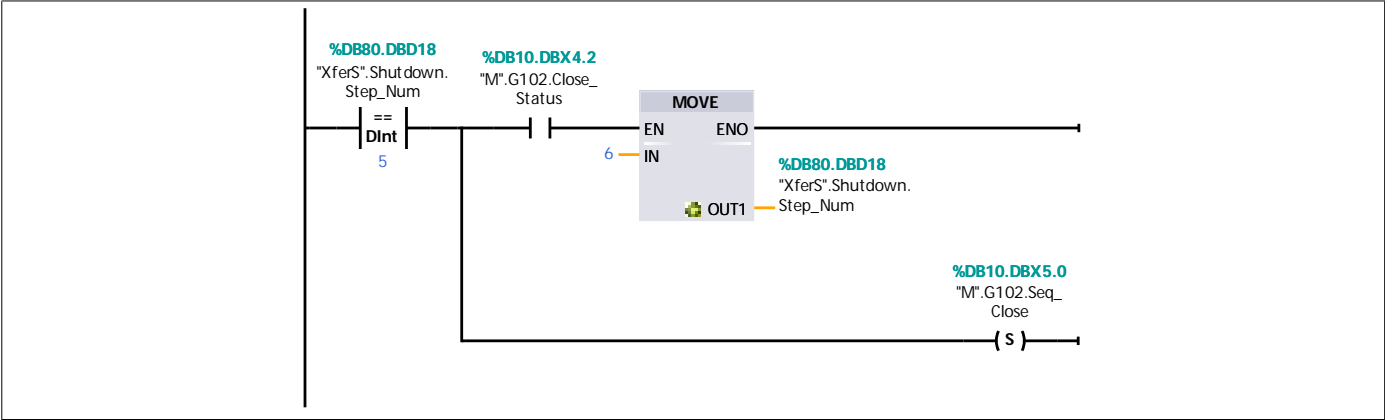 %DB80.DBD18
"XferS".Shutdown.
Step_Num
==
DInt
5
%DB10.DBX4.2
"M".G102.Close_
Status
MOVE
EN ENO
6 IN
OUT1
%DB80.DBD18
"XferS".Shutdown.
Step_Num
%DB10.DBX5.0
"M".G102.Seq_
Close
S